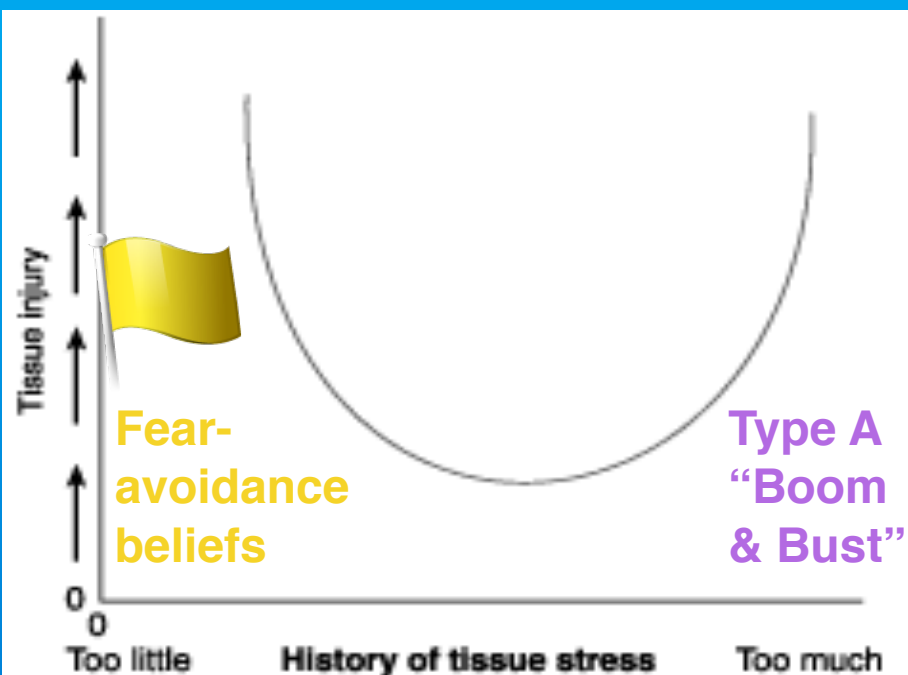 Tissue injury
Fear-
avoidance
beliefs
Type A
“Boom
& Bust”
0
0
Too little
History of tissue stress
Too much